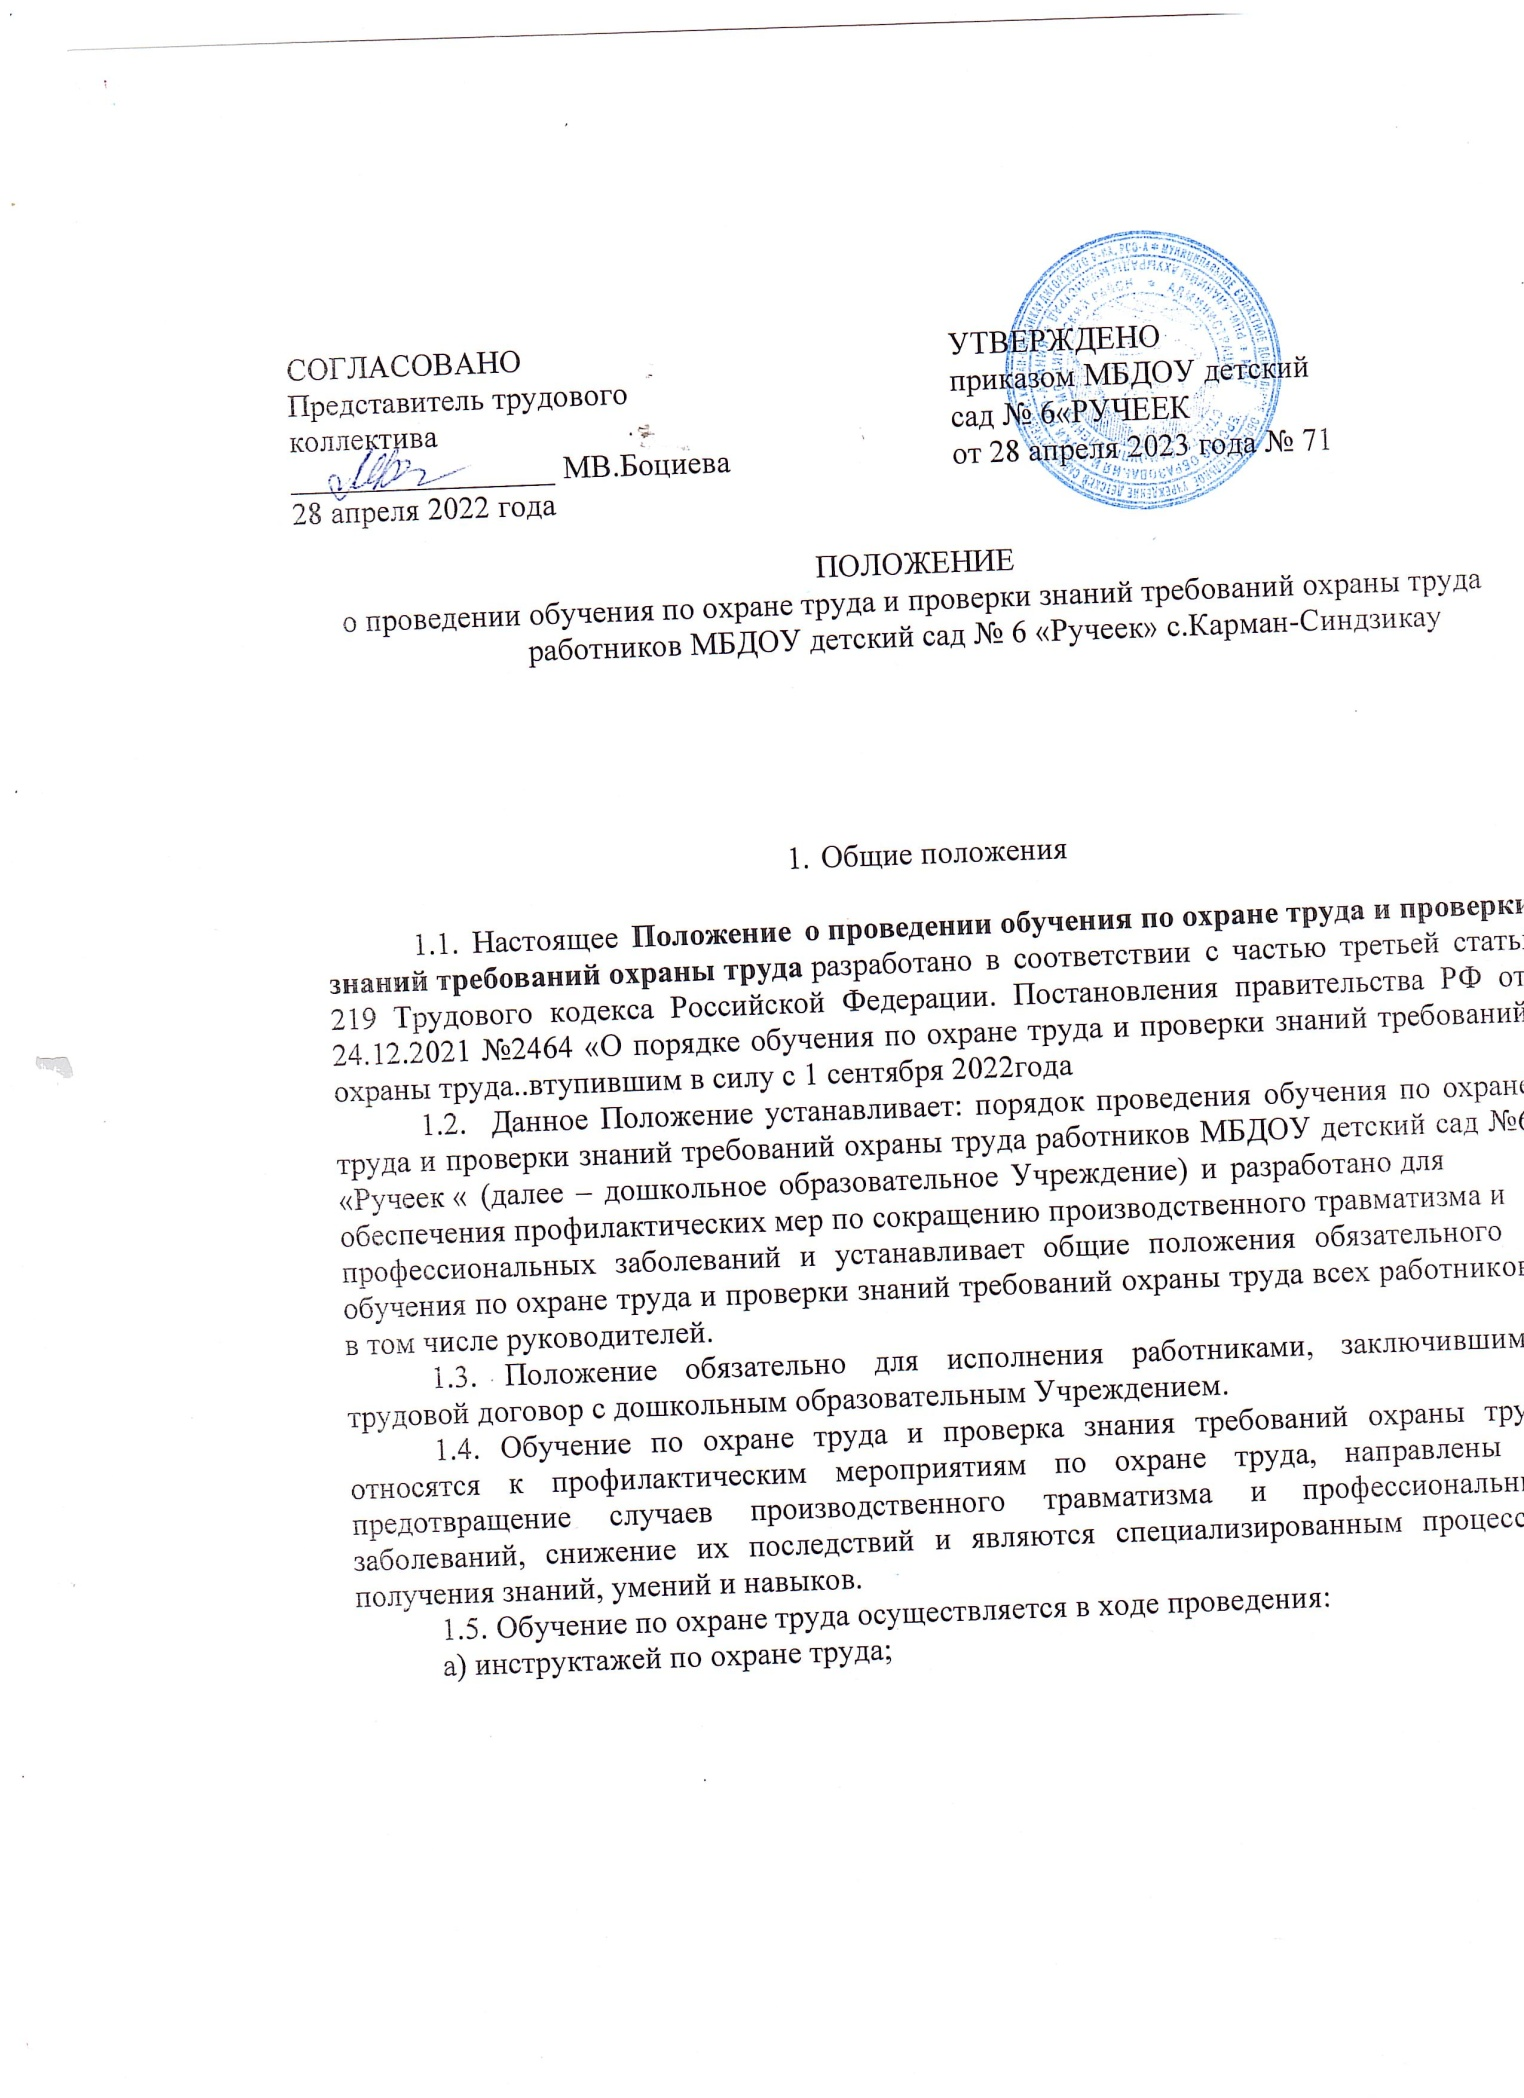 СОГЛАСОВАНО
Представитель трудового
коллектива
МВ.Боциева
28 апреля 2022 года
УТВЕРЖДЕНО
приказом МБДОУ детский
сад № 6«РУЧЕЕК
от 28 апреля 2023 года № 71
ПОЛОЖЕНИЕ
о проведении обучения по охране труда и проверки знаний требований охраны труда
работников МБДОУ детский сад № 6 «Ручеек» с.Карман-Синдзикау
1. Общие положения
1.1. Настоящее Положение о проведении обучения по охране труда и проверки
знаний требований охраны труда разработано в соответствии с частью третьей стать
219 Трудового кодекса Российской Федерации. Постановления правительства РФ от
24.12.2021 №2464 «О порядке обучения по охране труда и проверки знаний требований
охраны труда..втупившим в силу с 1 сентября 2022года
1.2. Данное Положение устанавливает: порядок проведения обучения по охране
труда и проверки знаний требований охраны труда работников МБДОУ детский сад №6
«Ручеек « (далее – дошкольное образовательное Учреждение) и разработано для
обеспечения профилактических мер по сокращению производственного травматизма и
профессиональных заболеваний и устанавливает общие положения обязательного
обучения по охране труда и проверки знаний требований охраны труда всех работников
в том числе руководителей.
1.3. Положение обязательно для исполнения работниками, заключившим
трудовой договор с дошкольным образовательным Учреждением.
1.4. Обучение по охране труда и проверка знания требований охраны тру
относятся к профилактическим мероприятиям по охране труда, направлены
предотвращение случаев производственного травматизма и профессиональн
заболеваний, снижение их последствий и являются специализированным процесс
получения знаний, умений и навыков.
1.5. Обучение по охране труда осуществляется в ходе проведения:
а) инструктажей по охране труда;